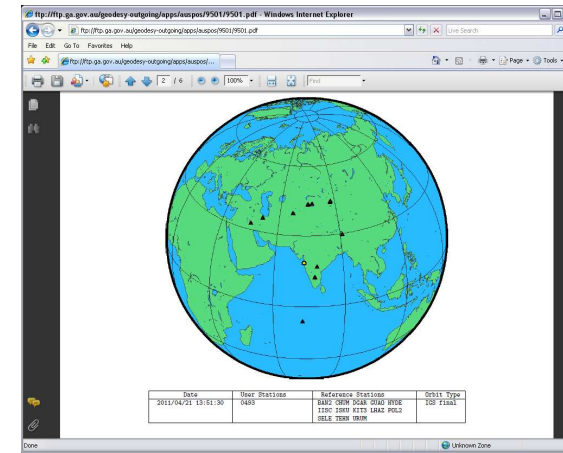 ftp://ftp.ga.gov.au/geodesy-outgoing/apps/auspos/9501/9501.pdf - Windows Internet Explorer
ftp://ftp.ga.gov.au/geodesy-outgoing/apps/auspos/9501/9501.pdf
Live Search
File Edit Go To Favorites Help
ftp://ftp.ga.gov.au/geodesy-outgoing/apps/auspos/...
Page Tools
2 / 6 100% Find
Date User Stations Reference Stations Orbit Type
2011/04/21 13:51:30 0493 BAN2 CHUM DGAR GUAO HYDE IGS final
IISC ISKU KIT3 LHAZ POL2
SELE TEHN URUM
Done Unknown Zone